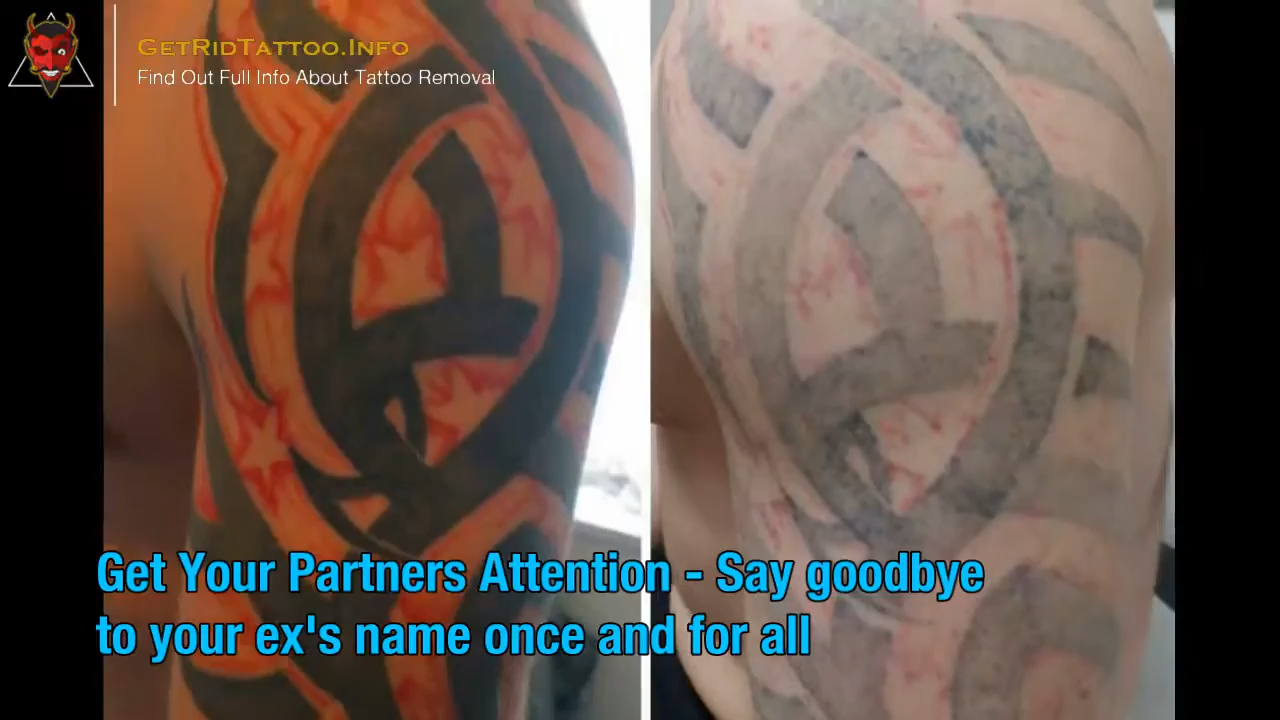 GetRidTattoo.Info
Find Out Full Info About Tattoo Removal
Get Your Partners Attention - Say goodbye
to your ex's name once and for all